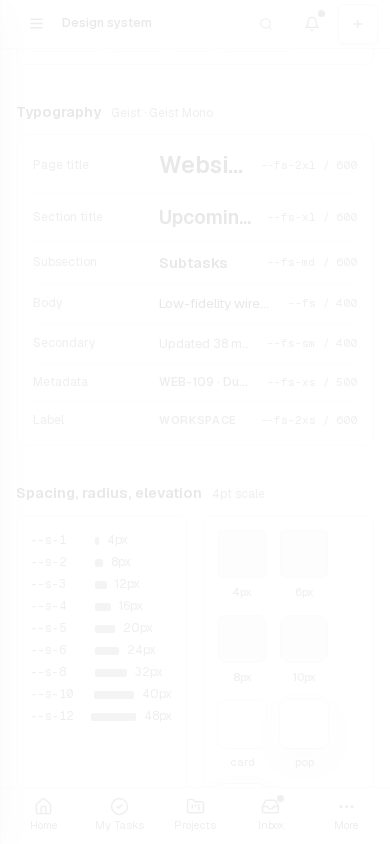 Design system
Typography Geist · Geist Mono
Page title Websi... --fs-2xl / 600
Section title Upcomin... --fs-xl / 600
Subsection Subtasks --fs-md / 600
Body Low-fidelity wire... --fs / 400
Secondary Updated 38 m... --fs-sm / 400
Metadata WEB-109 · Du... --fs-xs / 500
Label WORKSPACE --fs-2xs / 600
Spacing, radius, elevation 4pt scale
--s-1 4px
--s-2 8px
--s-3 12px
--s-4 16px
--s-5 20px
--s-6 24px
--s-8 32px
--s-10 40px
--s-12 48px
4px 6px
8px 10px
card pop
Home My Tasks Projects Inbox More